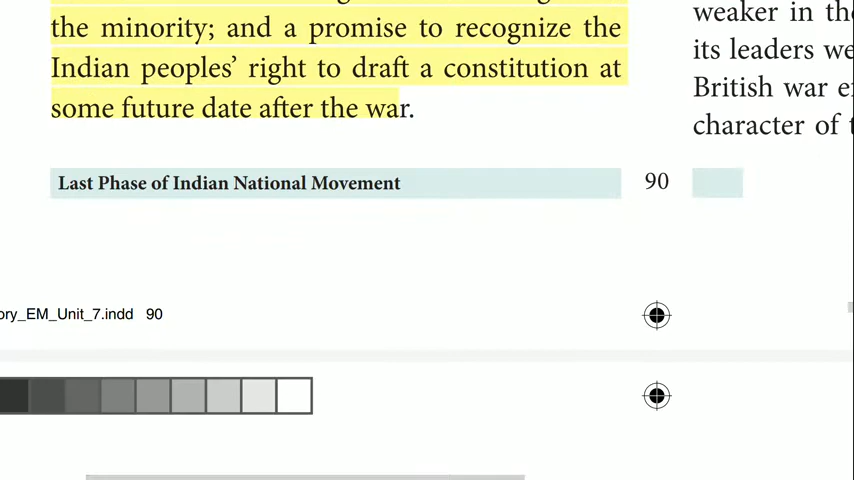 the minority; and a promise to recognize the
Indian peoples' right to draft a constitution at
some future date after the war.
weaker in
its leaders
British war
character of
Last Phase of Indian National Movement 90
ory_EM_Unit_7.indd 90